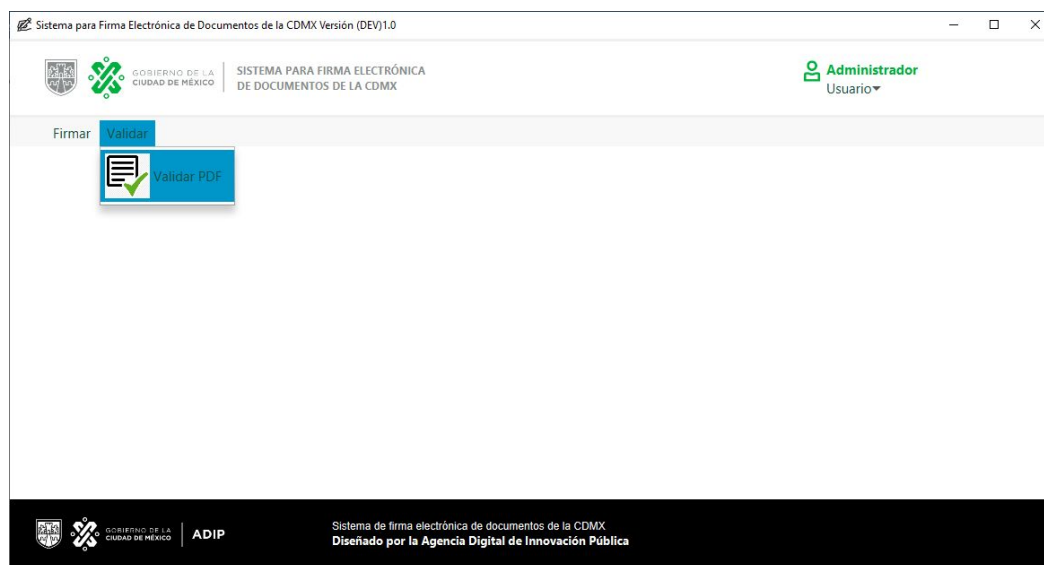 Sistema para Firma Electrónica de Documentos de la CDMX Versión (DEV)1.0
GOBIERNO DE LA
CIUDAD DE MÉXICO
SISTEMA PARA FIRMA ELECTRÓNICA
DE DOCUMENTOS DE LA CDMX
Administrador
Usuario
Firmar Validar
Validar PDF
GOBIERNO DE LA
CIUDAD DE MÉXICO
ADIP
Sistema de firma electrónica de documentos de la CDMX
Diseñado por la Agencia Digital de Innovación Pública